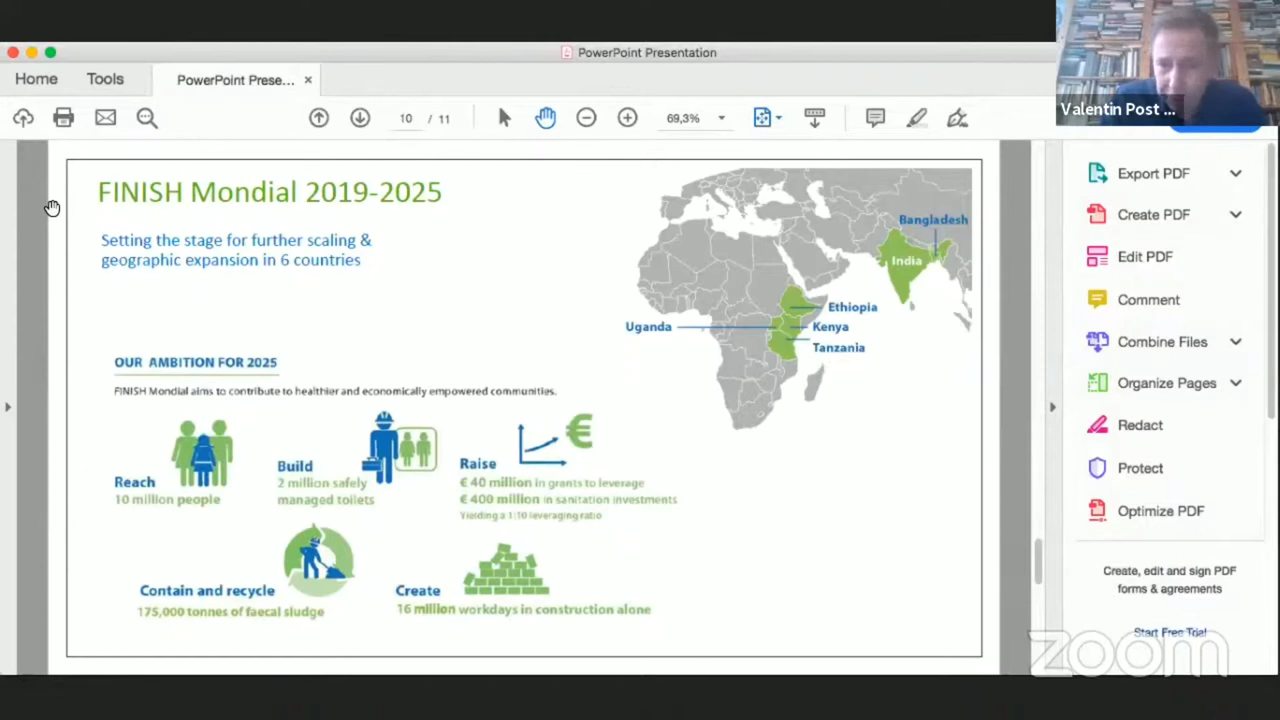 PowerPoint Presentation
Valentin Post ...
Home
Tools
PowerPoint Prese...
×
10 / 11
69,3%
FINISH Mondial 2019-2025
Setting the stage for further scaling &
geographic expansion in 6 countries
Bangladesh
India
Ethiopia
Uganda
Kenya
Tanzania
OUR AMBITION FOR 2025
FINISH Mondial aims to contribute to healthier and economically empowered communities.
Reach
10 million people
Build
2 million safely
managed toilets
€
Raise
€ 40 million in grants to leverage
€ 400 million in sanitation investments
Yielding a 1:10 leveraging ratio
Contain and recycle
175,000 tonnes of faecal sludge
Create
16 million workdays in construction alone
Export PDF
Create PDF
Edit PDF
Comment
Combine Files
Organize Pages
Redact
Protect
Optimize PDF
Create, edit and sign PDF
forms & agreements
Start Free Trial
zoom